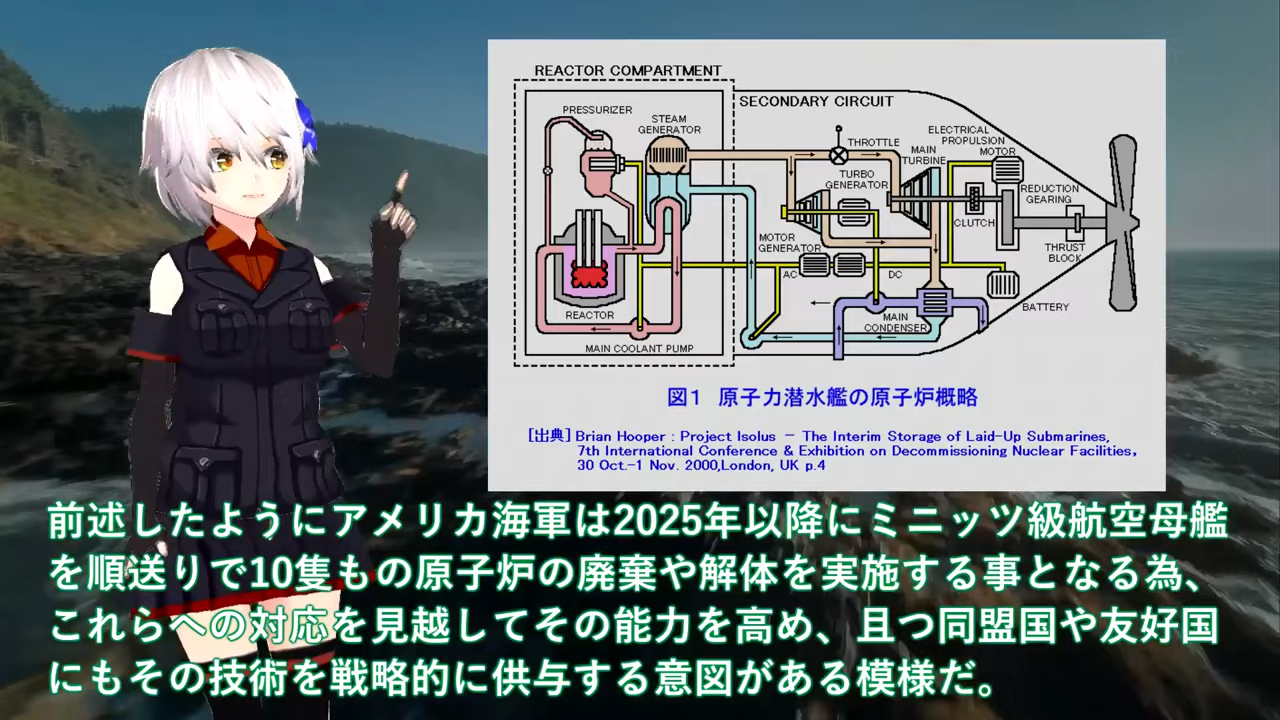 REACTOR COMPARTMENT
SECONDARY CIRCUIT
PRESSURIZER
STEAM
GENERATOR
THROTTLE
ELECTRICAL
PROPULSION
MOTOR
MAIN
TURBINE
TURBO
GENERATOR
REDUCTION
GEARING
CLUTCH
MOTOR
GENERATOR
THRUST
BLOCK
AC
DC
BATTERY
REACTOR
MAIN
CONDENSER
MAIN COOLANT PUMP
図1 原子力潜水艦の原子炉概略
[出典] Brian Hooper : Project Isolus － The Interim Storage of Laid-Up Submarines,
7th International Conference & Exhibition on Decommissioning Nuclear Facilities,
30 Oct.-1 Nov. 2000,London, UK p.4
前述したようにアメリカ海軍は2025年以降にミニッツ級航空母艦
を順送りで10隻もの原子炉の廃棄や解体を実施する事となる為、
これらへの対応を見越してその能力を高め、且つ同盟国や友好国
にもその技術を戦略的に供与する意図がある模様だ。